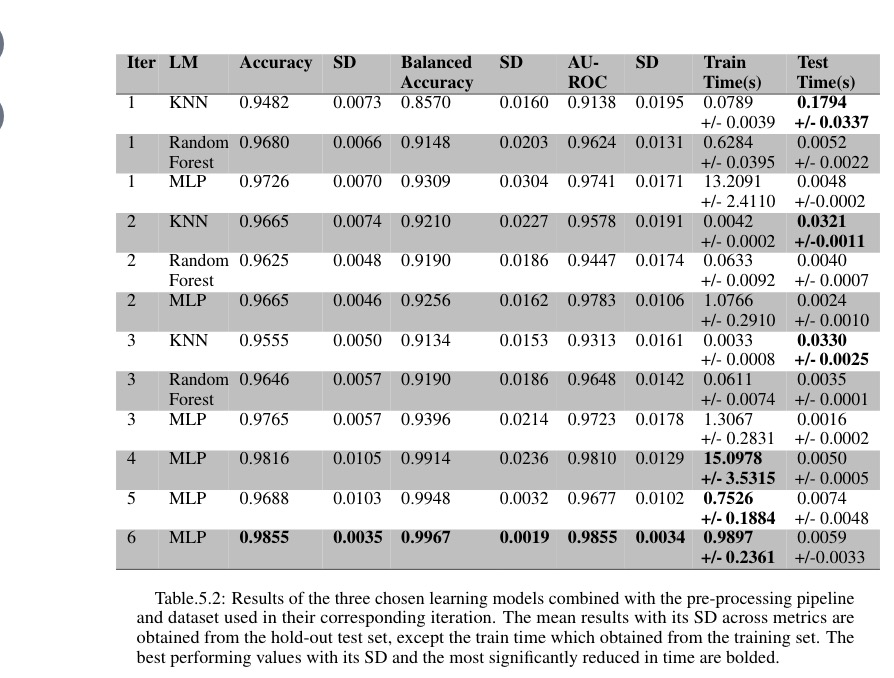 Iter LM Accuracy SD Balanced Accuracy SD AU-ROC SD Train Time(s) Test Time(s)
1 KNN 0.9482 0.0073 0.8570 0.0160 0.9138 0.0195 0.0789 +/- 0.0039 0.1794 +/- 0.0337
1 Random Forest 0.9680 0.0066 0.9148 0.0203 0.9624 0.0131 0.6284 +/- 0.0395 0.0052 +/- 0.0022
1 MLP 0.9726 0.0070 0.9309 0.0304 0.9741 0.0171 13.2091 +/- 2.4110 0.0048 +/-0.0002
2 KNN 0.9665 0.0074 0.9210 0.0227 0.9578 0.0191 0.0042 +/- 0.0002 0.0321 +/-0.0011
2 Random Forest 0.9625 0.0048 0.9190 0.0186 0.9447 0.0174 0.0633 +/- 0.0092 0.0040 +/- 0.0007
2 MLP 0.9665 0.0046 0.9256 0.0162 0.9783 0.0106 1.0766 +/- 0.2910 0.0024 +/- 0.0010
3 KNN 0.9555 0.0050 0.9134 0.0153 0.9313 0.0161 0.0033 +/- 0.0008 0.0330 +/- 0.0025
3 Random Forest 0.9646 0.0057 0.9190 0.0186 0.9648 0.0142 0.0611 +/- 0.0074 0.0035 +/- 0.0001
3 MLP 0.9765 0.0057 0.9396 0.0214 0.9723 0.0178 1.3067 +/- 0.2831 0.0016 +/- 0.0002
4 MLP 0.9816 0.0105 0.9914 0.0236 0.9810 0.0129 15.0978 +/- 3.5315 0.0050 +/- 0.0005
5 MLP 0.9688 0.0103 0.9948 0.0032 0.9677 0.0102 0.7526 +/- 0.1884 0.0074 +/- 0.0048
6 MLP 0.9855 0.0035 0.9967 0.0019 0.9855 0.0034 0.9897 +/- 0.2361 0.0059 +/-0.0033
Table.5.2: Results of the three chosen learning models combined with the pre-processing pipeline
and dataset used in their corresponding iteration. The mean results with its SD across metrics are
obtained from the hold-out test set, except the train time which obtained from the training set. The
best performing values with its SD and the most significantly reduced in time are bolded.